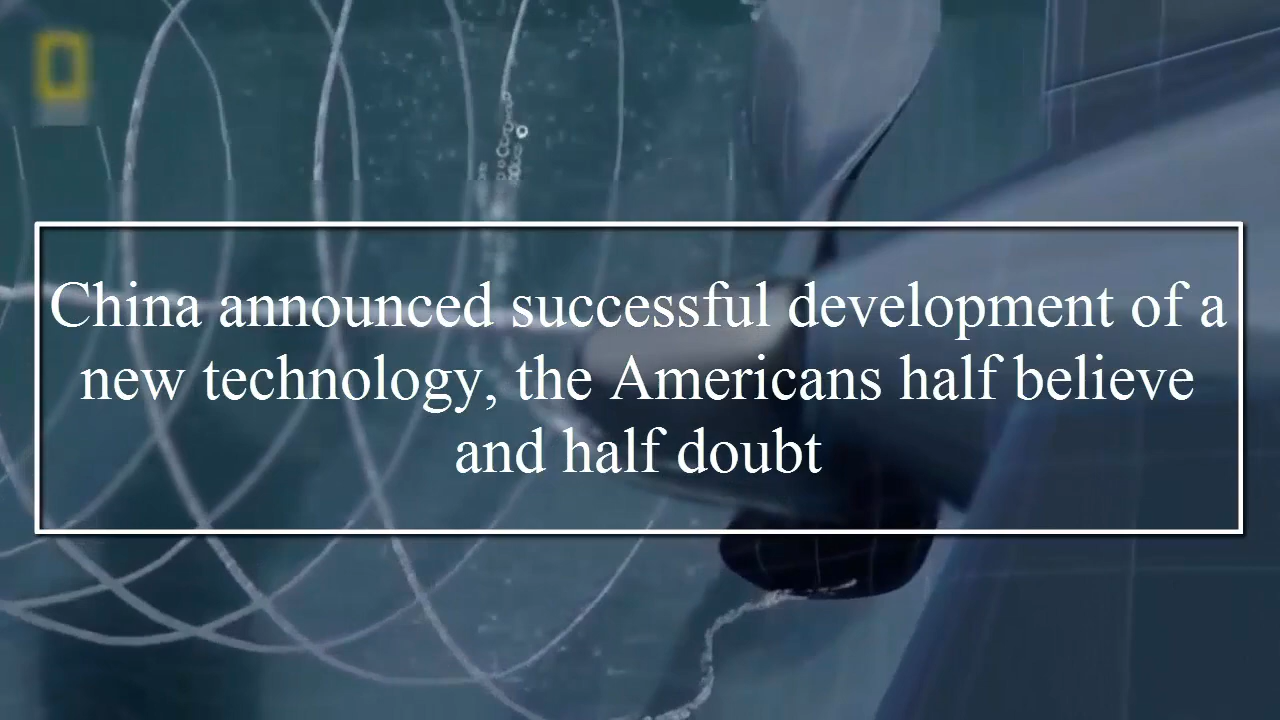 China announced successful development of a
new technology, the Americans half believe
and half doubt